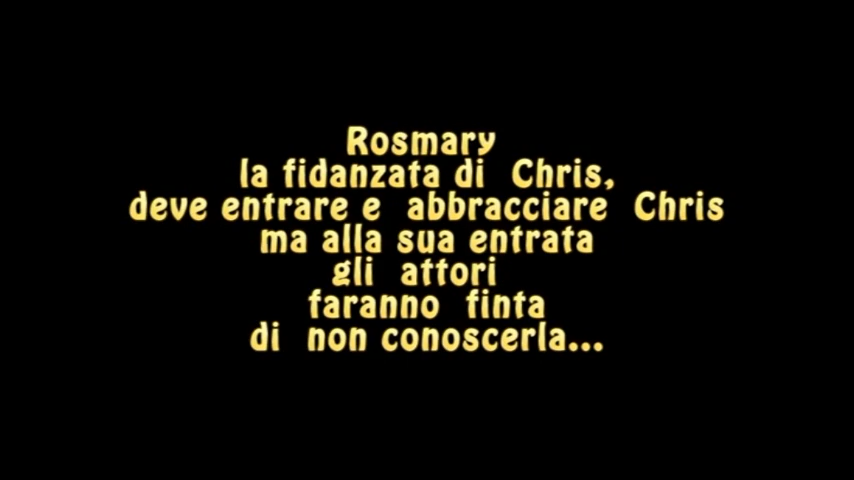 Rosmary
la fidanzata di Chris,
deve entrare e abbracciare Chris
ma alla sua entrata
gli attori
faranno finta
di non conoscerla...